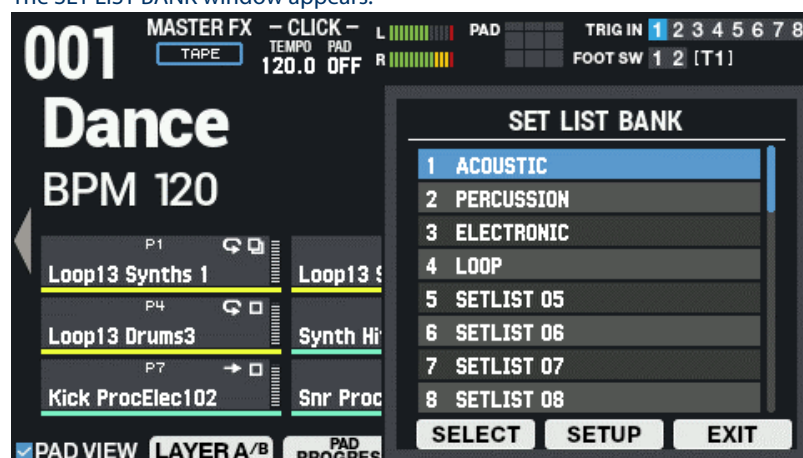 The SET LIST BANK window appears.
001 MASTER FX TAPE
– CLICK –
TEMPO PAD
120.0 OFF
L
R
PAD
TRIG IN 1 2 3 4 5 6 7 8
FOOT SW 1 2 [T1]
Dance
BPM 120
P1
Loop13 Synths 1
Loop13 S
P4
Loop13 Drums3
Synth Hi
P7
Kick ProcElec102
Snr Proc
PAD VIEW LAYER A/B PAD PROGRES
SET LIST BANK
1 ACOUSTIC
2 PERCUSSION
3 ELECTRONIC
4 LOOP
5 SETLIST 05
6 SETLIST 06
7 SETLIST 07
8 SETLIST 08
SELECT SETUP EXIT